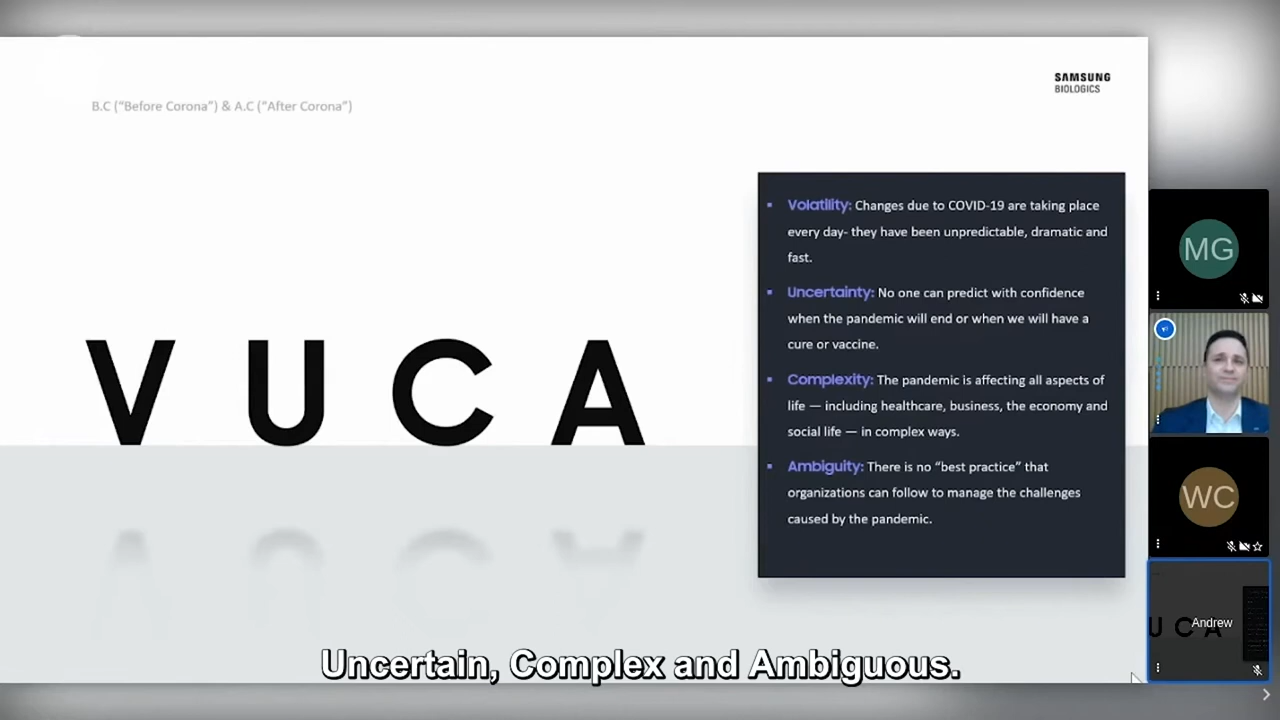 SAMSUNG
BIOLOGICS
B.C ("Before Corona") & A.C ("After Corona")
V U C A
▪ Volatility: Changes due to COVID-19 are taking place
every day- they have been unpredictable, dramatic and
fast.
▪ Uncertainty: No one can predict with confidence
when the pandemic will end or when we will have a
cure or vaccine.
▪ Complexity: The pandemic is affecting all aspects of
life — including healthcare, business, the economy and
social life — in complex ways.
▪ Ambiguity: There is no “best practice” that
organizations can follow to manage the challenges
caused by the pandemic.
MG
WC
U C A
Andrew
Uncertain, Complex and Ambiguous.